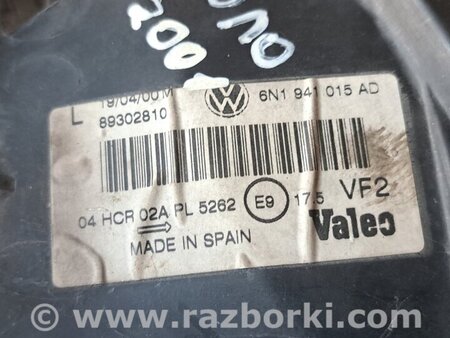 200
L 19/04/00 M 6N1 941 015 AD
89302810
04 HCR 02A PL 5262 E9 17.5 VF2
MADE IN SPAIN Valeo
© www.razborki.com